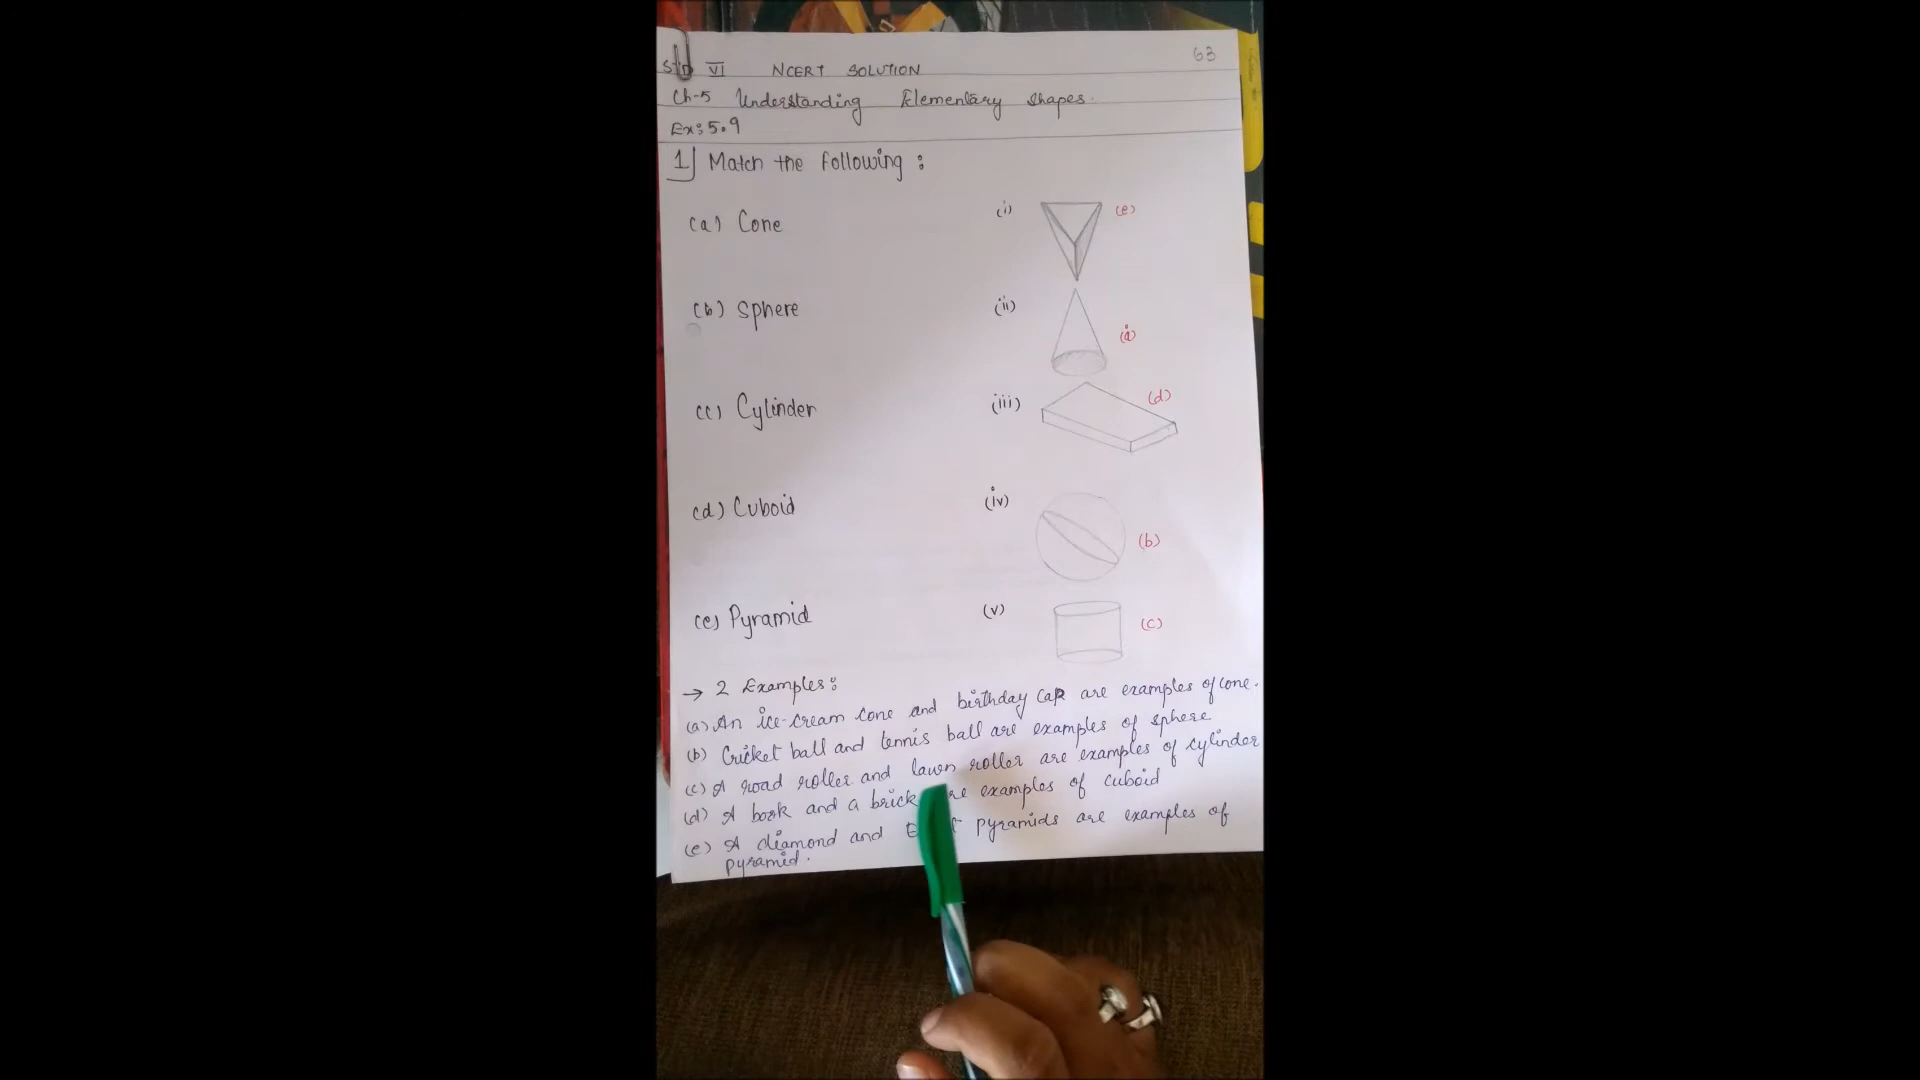 Std VI NCERT SOLUTION 63
Ch-5 Understanding Elementary Shapes.
Ex: 5.9
1] Match the following :
(a) Cone (i) (e)
(b) Sphere (ii) (a)
(c) Cylinder (iii) (d)
(d) Cuboid (iv) (b)
(e) Pyramid (v) (c)
→ 2 Examples:
(a) An ice-cream cone and birthday cap are examples of cone.
(b) Cricket ball and tennis ball are examples of sphere
(c) A road roller and lawn roller are examples of cylinder
(d) A book and a brick examples of cuboid
(e) A diamond and pyramids are examples of
pyramid.